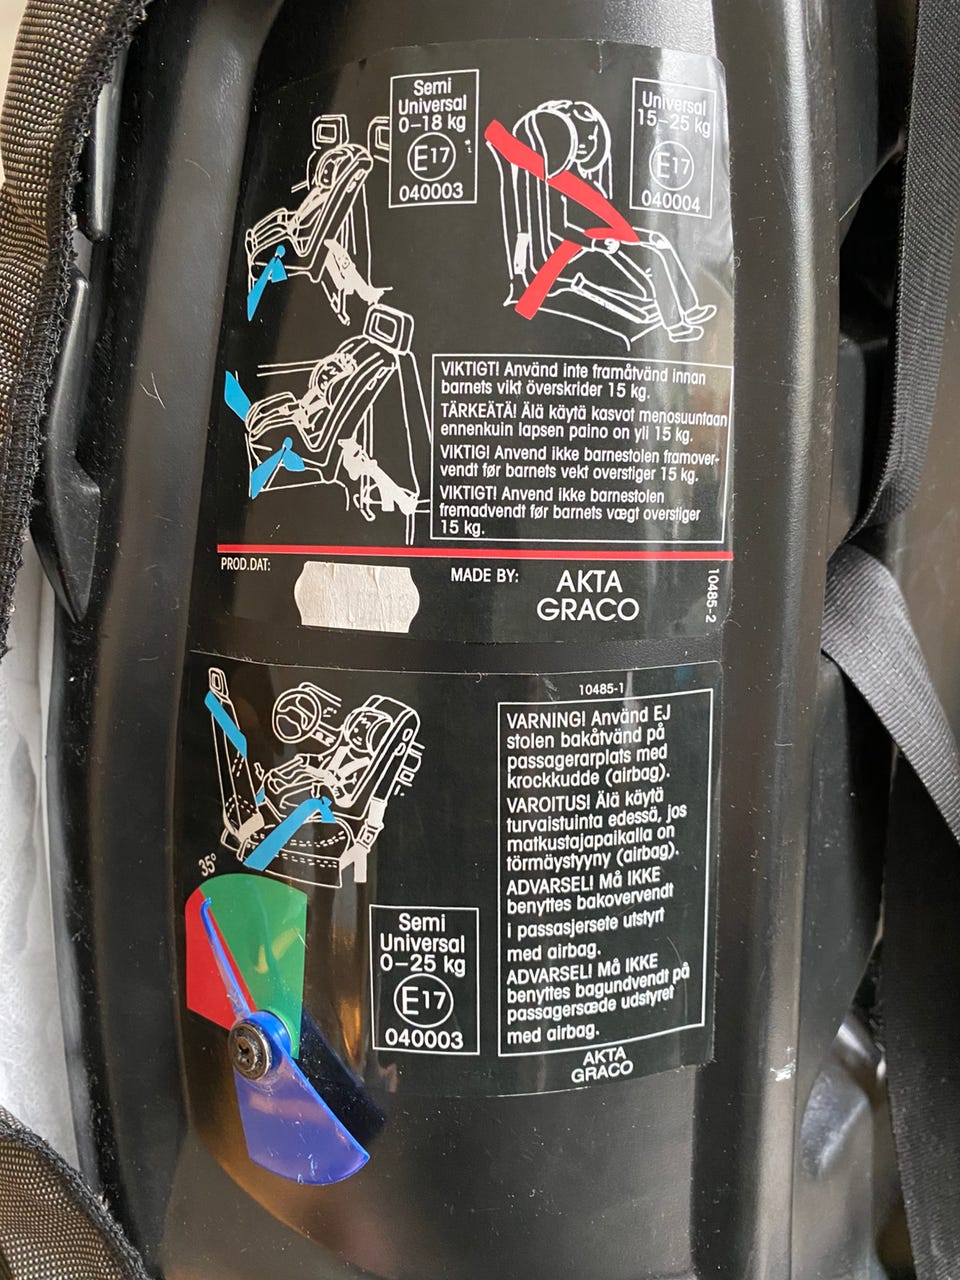 Semi
Universal
0–18 kg
E17
040003
Universal
15–25 kg
E17
040004
VIKTIGT! Använd inte framåtvänd innan
barnets vikt överskrider 15 kg.
TÄRKEÄTÄ! Älä käytä kasvot menosuuntaan
ennenkuin lapsen paino on yli 15 kg.
VIKTIG! Anvend ikke barnestolen framover-
vendt før barnets vekt overstiger 15 kg.
VIKTIGT! Anvend ikke barnestolen
fremadvendt før barnets vægt overstiger
15 kg.
PROD.DAT:
MADE BY:
AKTA
GRACO
10485-2
10485-1
VARNING! Använd EJ
stolen bakåtvänd på
passagerarplats med
krockkudde (airbag).
VAROITUS! Älä käytä
turvaistuinta edessä, jos
matkustajapaikalla on
törmäystyyny (airbag).
ADVARSEL! Må IKKE
benyttes bakovervendt
i passasjersete utstyrt
med airbag.
ADVARSEL! Må IKKE
benyttes bagundvendt på
passagersæde udstyret
med airbag.
AKTA
GRACO
35°
Semi
Universal
0–25 kg
E17
040003